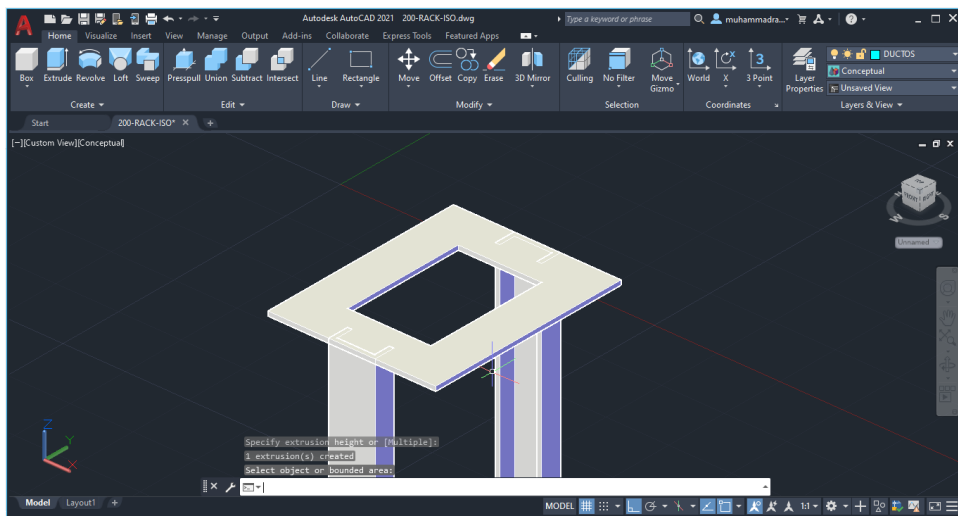 Autodesk AutoCAD 2021 200-RACK-ISO.dwg
Type a keyword or phrase
muhammadra...
Home Visualize Insert View Manage Output Add-ins Collaborate Express Tools Featured Apps
Box Extrude Revolve Loft Sweep Presspull Union Subtract Intersect Line Rectangle Move Offset Copy Erase 3D Mirror Culling No Filter Move Gizmo World X 3 Point Layer Properties
DUCTOS
Conceptual
Unsaved View
Create Edit Draw Modify Selection Coordinates Layers & View
Start 200-RACK-ISO*
[−][Custom View][Conceptual]
W S
Unnamed
Z
Y
X
Specify extrusion height or [Multiple]:
1 extrusion(s) created
Select object or bounded area:
Model Layout1 +
MODEL 1:1